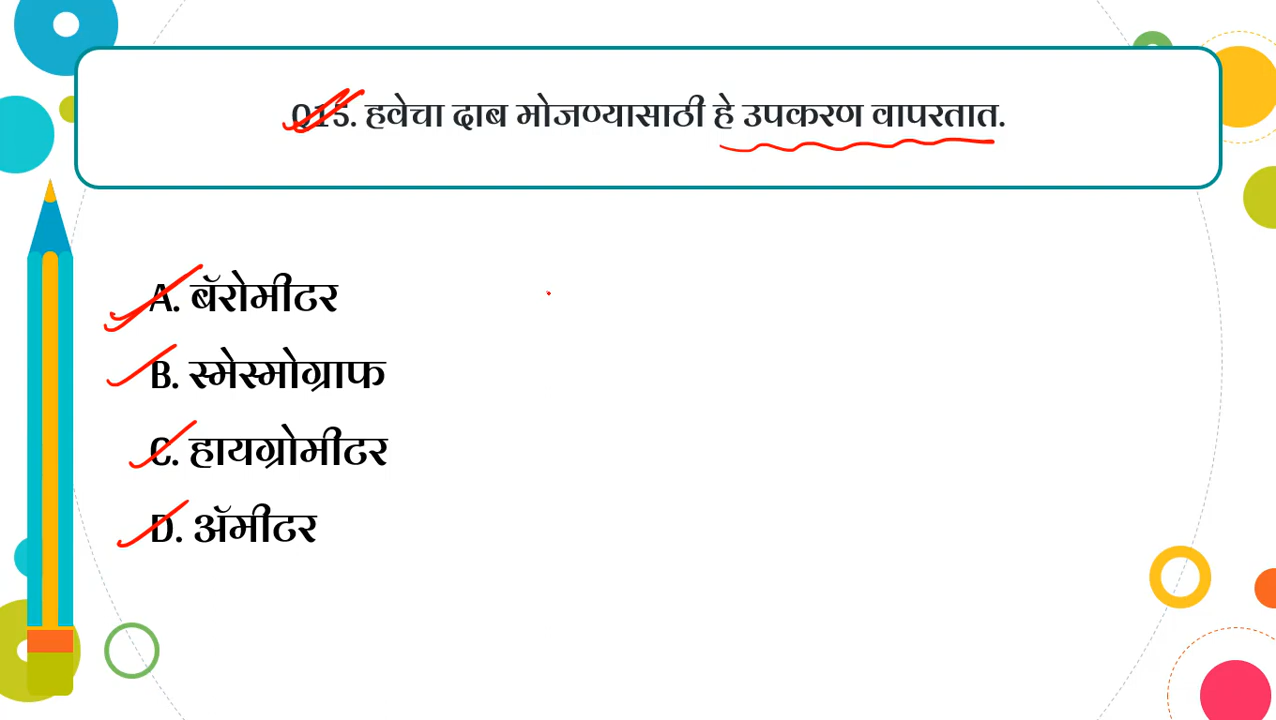 Q15. हवेचा दाब मोजण्यासाठी हे उपकरण वापरतात.
A. बॅरोमीटर
B. स्मेस्मोग्राफ
C. हायग्रोमीटर
D. ॲमीटर